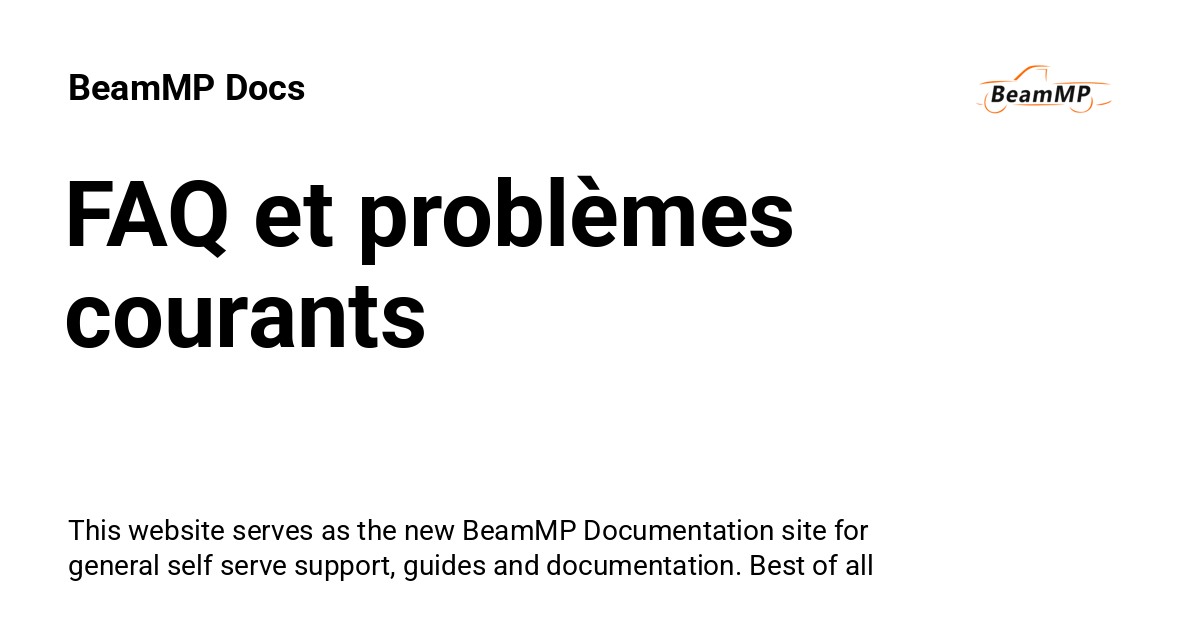 BeamMP Docs
BeamMP
FAQ et problèmes
courants
This website serves as the new BeamMP Documentation site for
general self serve support, guides and documentation. Best of all